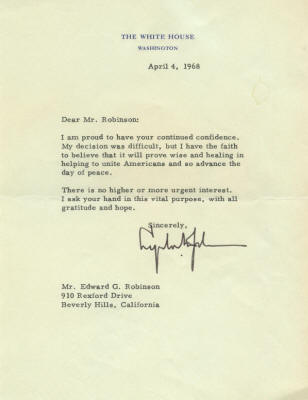 THE WHITE HOUSE
WASHINGTON
April 4, 1968
Dear Mr. Robinson:
I am proud to have your continued confidence.
My decision was difficult, but I have the faith
to believe that it will prove wise and healing in
helping to unite Americans and so advance the
day of peace.
There is no higher or more urgent interest.
I ask your hand in this vital purpose, with all
gratitude and hope.
Sincerely,
Mr. Edward G. Robinson
910 Rexford Drive
Beverly Hills, California